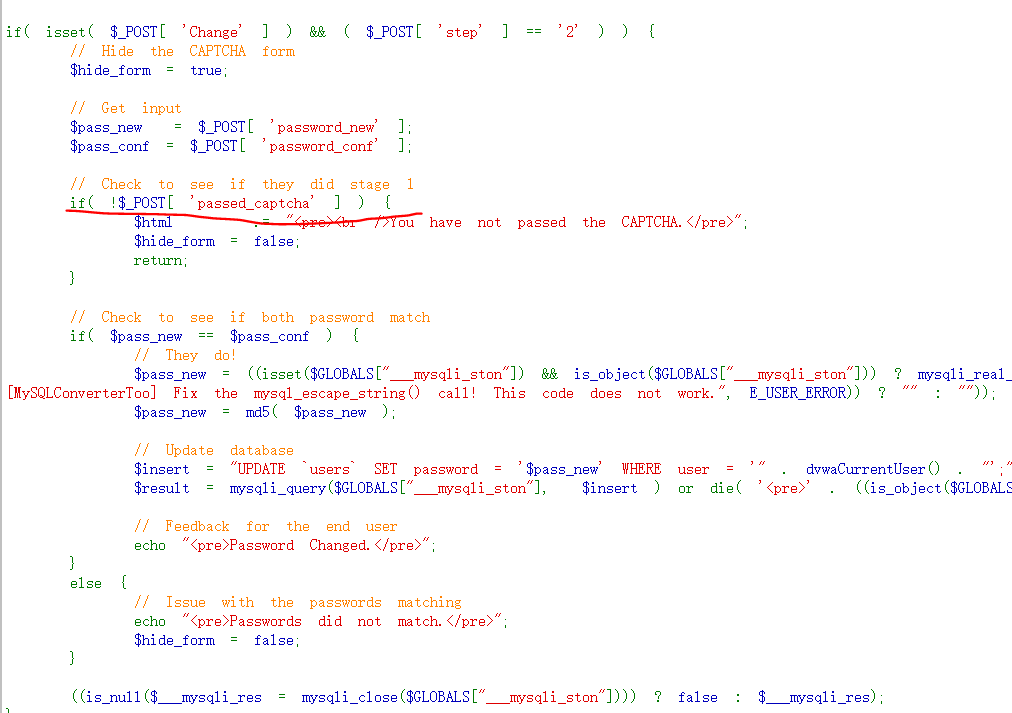 if( isset( $_POST[ 'Change' ] ) && ( $_POST[ 'step' ] == '2' ) ) {
// Hide the CAPTCHA form
$hide_form = true;
// Get input
$pass_new = $_POST[ 'password_new' ];
$pass_conf = $_POST[ 'password_conf' ];
// Check to see if they did stage 1
if( !$_POST[ 'passed_captcha' ] ) {
$html .= "<pre><br />You have not passed the CAPTCHA.</pre>";
$hide_form = false;
return;
}
// Check to see if both password match
if( $pass_new == $pass_conf ) {
// They do!
$pass_new = ((isset($GLOBALS["___mysqli_ston"]) && is_object($GLOBALS["___mysqli_ston"])) ? mysqli_real_
[MySQLConverterToo] Fix the mysql_escape_string() call! This code does not work.", E_USER_ERROR)) ? "" : ""));
$pass_new = md5( $pass_new );
// Update database
$insert = "UPDATE `users` SET password = '$pass_new' WHERE user = '" . dvwaCurrentUser() . "';"
$result = mysqli_query($GLOBALS["___mysqli_ston"], $insert ) or die( '<pre>' . ((is_object($GLOBALS
// Feedback for the end user
echo "<pre>Password Changed.</pre>";
}
else {
// Issue with the passwords matching
echo "<pre>Passwords did not match.</pre>";
$hide_form = false;
}
((is_null($___mysqli_res = mysqli_close($GLOBALS["___mysqli_ston"]))) ? false : $___mysqli_res);